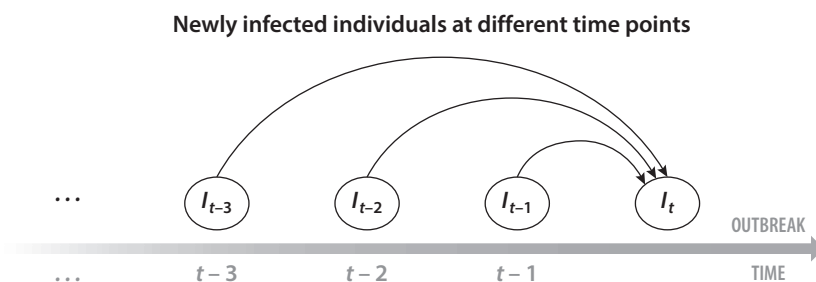 Newly infected individuals at different time points
... I_{t–3} I_{t–2} I_{t–1} I_t
OUTBREAK
... t – 3 t – 2 t – 1 TIME